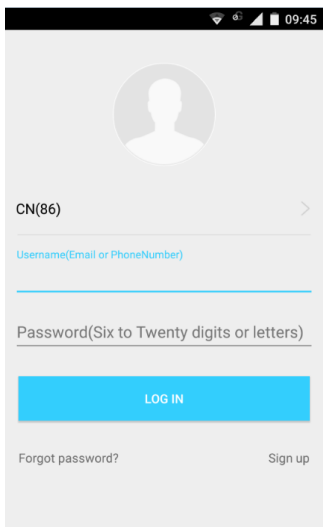 09:45
CN(86)
Username(Email or PhoneNumber)
Password(Six to Twenty digits or letters)
LOG IN
Forgot password? Sign up